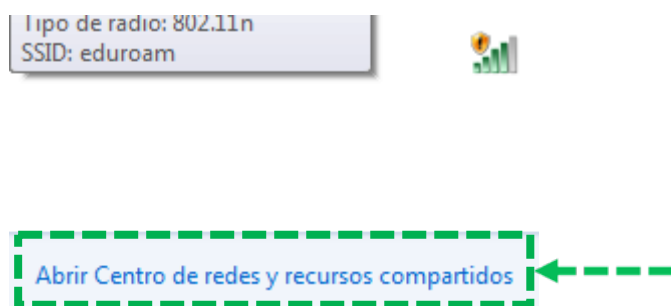 Tipo de radio: 802.11n
SSID: eduroam
Abrir Centro de redes y recursos compartidos